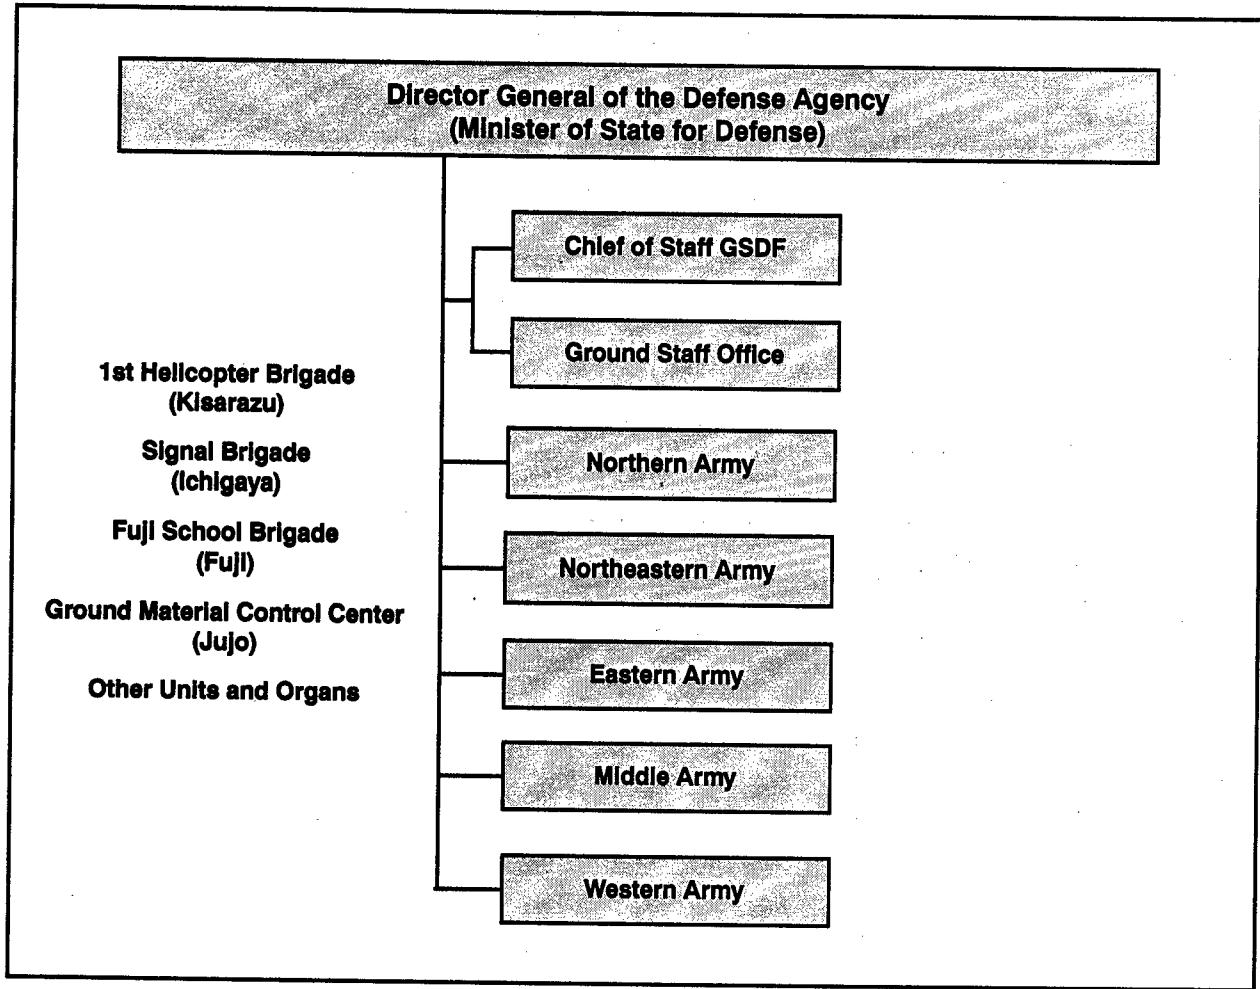 Director General of the Defense Agency
(Minister of State for Defense)
Chief of Staff GSDF
Ground Staff Office
1st Helicopter Brigade
(Kisarazu)
Signal Brigade
(Ichigaya)
Fuji School Brigade
(Fuji)
Ground Material Control Center
(Jujo)
Other Units and Organs
Northern Army
Northeastern Army
Eastern Army
Middle Army
Western Army